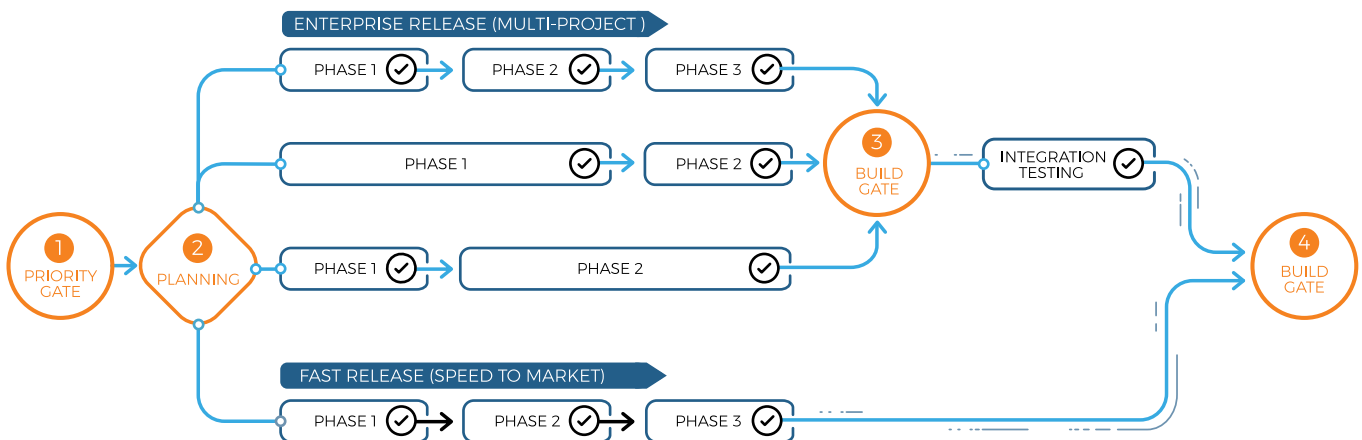 ENTERPRISE RELEASE (MULTI-PROJECT )
PHASE 1
PHASE 2
PHASE 3
PHASE 1
PHASE 2
3
BUILD
GATE
INTEGRATION
TESTING
1
PRIORITY
GATE
2
PLANNING
PHASE 1
PHASE 2
4
BUILD
GATE
FAST RELEASE (SPEED TO MARKET)
PHASE 1
PHASE 2
PHASE 3